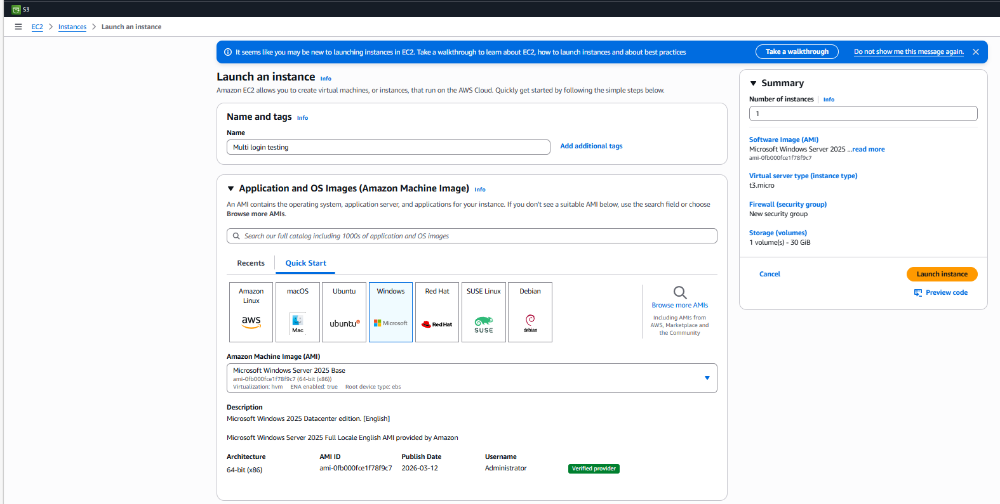 S3
EC2 > Instances > Launch an instance
It seems like you may be new to launching instances in EC2. Take a walkthrough to learn about EC2, how to launch instances and about best practices
Take a walkthrough
Do not show me this message again.
Launch an instance Info
Amazon EC2 allows you to create virtual machines, or instances, that run on the AWS Cloud. Quickly get started by following the simple steps below.
Name and tags Info
Name
Multi login testing
Add additional tags
Application and OS Images (Amazon Machine Image) Info
An AMI contains the operating system, application server, and applications for your instance. If you don't see a suitable AMI below, use the search field or choose
Browse more AMIs.
Search our full catalog including 1000s of application and OS images
Recents
Quick Start
Amazon
Linux
aws
macOS
Mac
Ubuntu
ubuntu®
Windows
Microsoft
Red Hat
Red Hat
SUSE Linux
SUSE
Debian
debian
Browse more AMIs
Including AMIs from
AWS, Marketplace and
the Community
Amazon Machine Image (AMI)
Microsoft Windows Server 2025 Base
ami-0fb000fce1f78f9c7 (64-bit (x86))
Virtualization: hvm ENA enabled: true Root device type: ebs
Description
Microsoft Windows 2025 Datacenter edition. [English]
Microsoft Windows Server 2025 Full Locale English AMI provided by Amazon
Architecture AMI ID Publish Date Username
64-bit (x86) ami-0fb000fce1f78f9c7 2026-03-12 Administrator Verified provider
Summary
Number of instances Info
1
Software Image (AMI)
Microsoft Windows Server 2025 ...read more
ami-0fb000fce1f78f9c7
Virtual server type (instance type)
t3.micro
Firewall (security group)
New security group
Storage (volumes)
1 volume(s) - 30 GiB
Cancel
Launch instance
Preview code